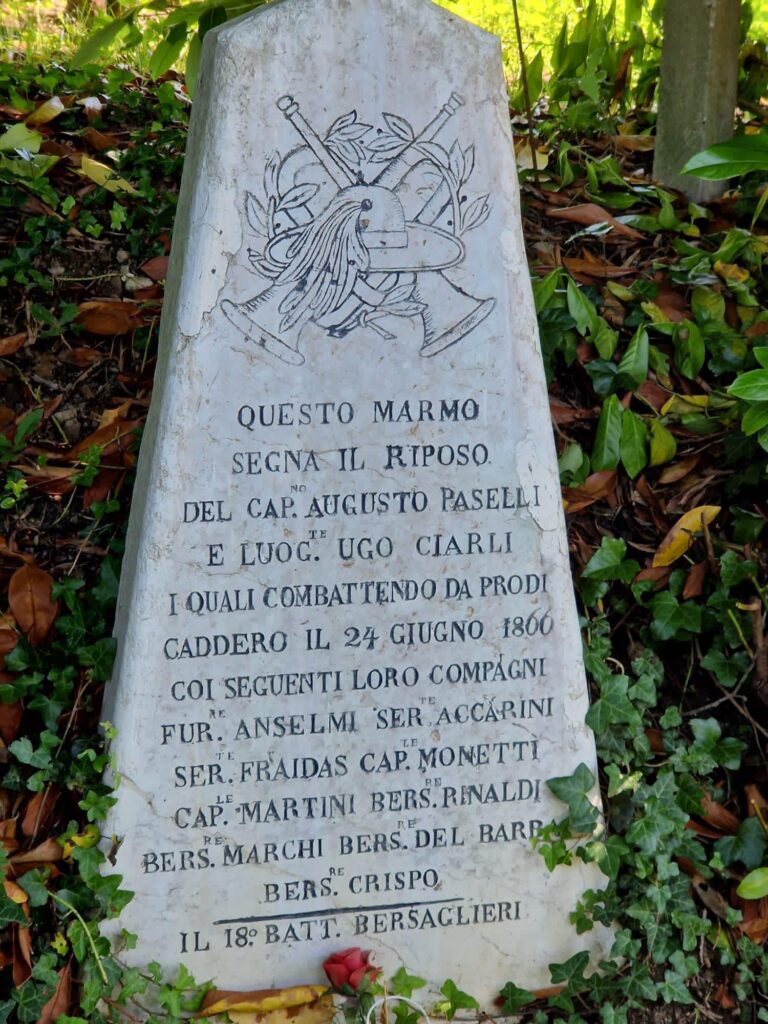 QUESTO MARMO
SEGNA IL RIPOSO
DEL CAP.NO AUGUSTO PASELLI
E LUOG.TE UGO CIARLI
I QUALI COMBATTENDO DA PRODI
CADDERO IL 24 GIUGNO 1866
COI SEGUENTI LORO COMPAGNI
FUR.RE ANSELMI SER.TE ACCARINI
SER.TE FRAIDAS CAP.LE MONETTI
CAP.LE MARTINI BERS.RE RINALDI
BERS.RE MARCHI BERS.RE DEL BARBA
BERS.RE CRISPO
IL 18.º BATT. BERSAGLIERI